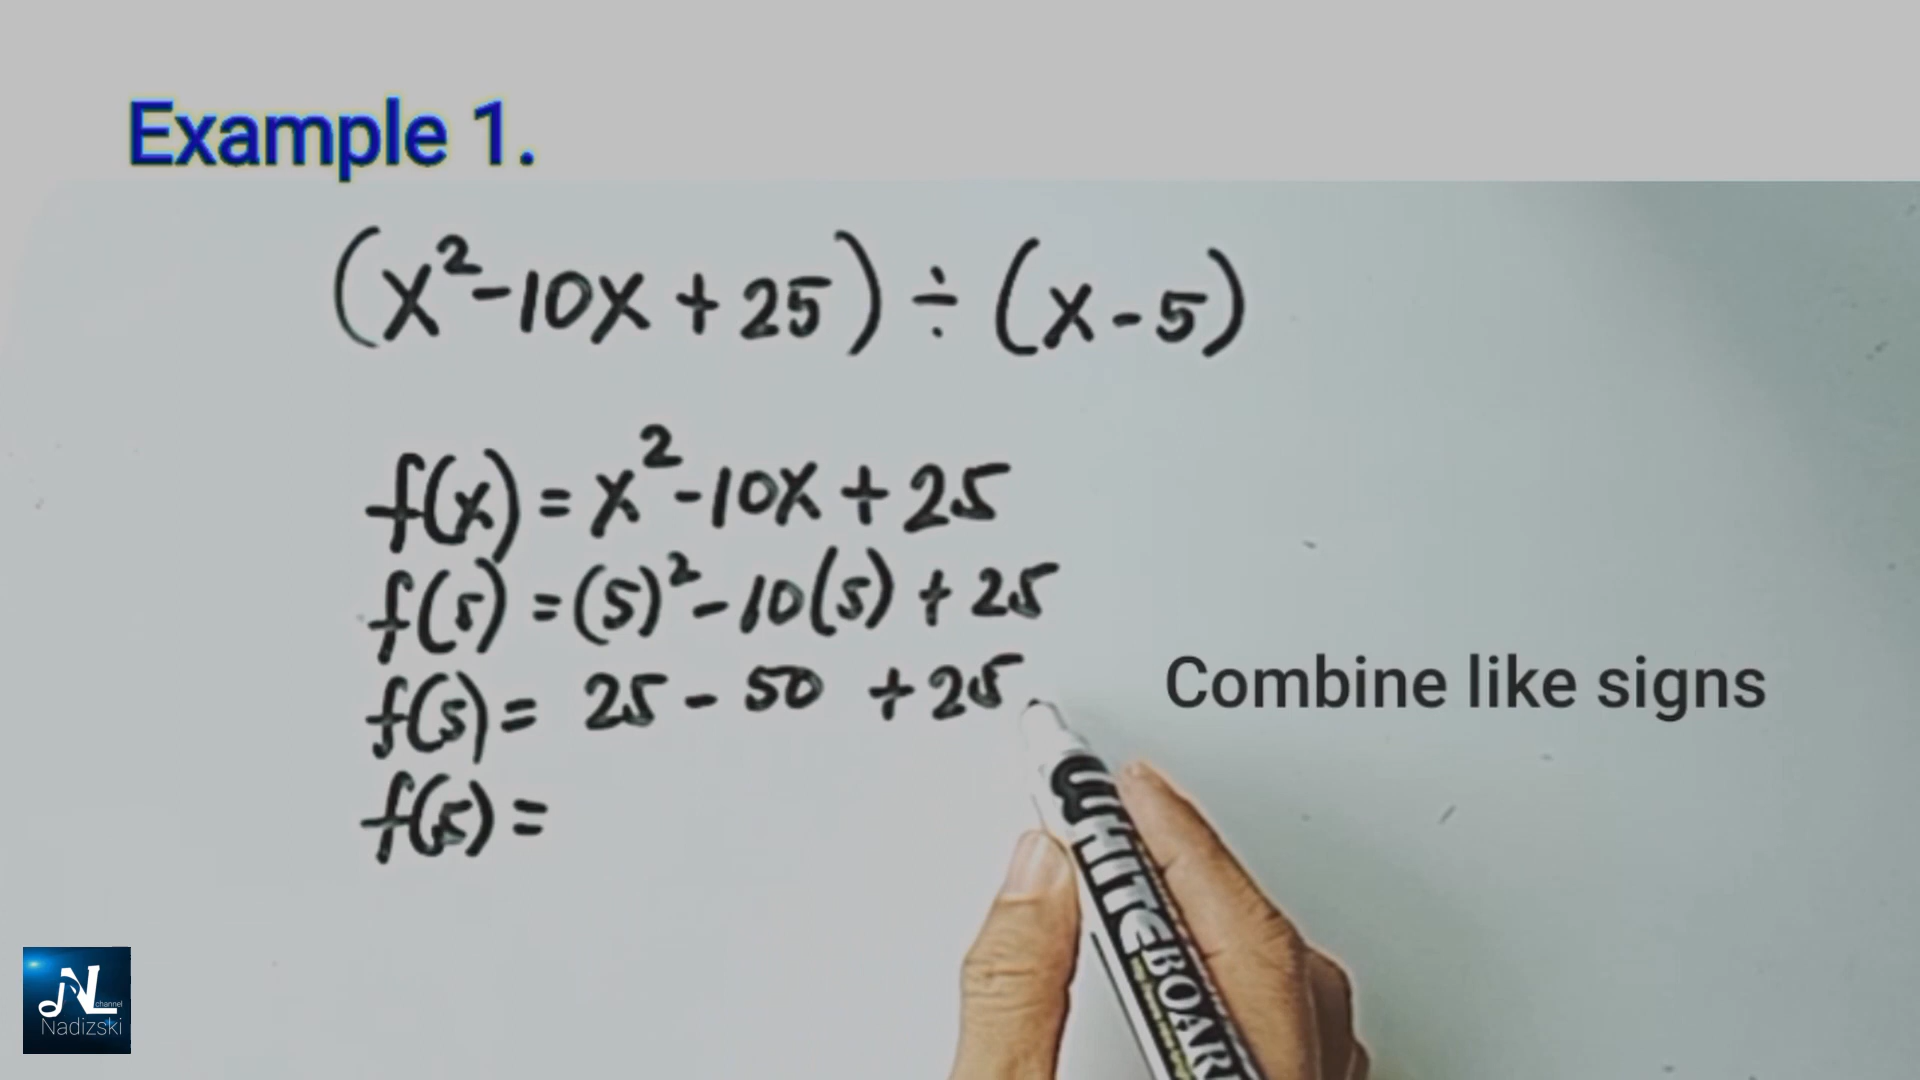 Example 1.
(x²-10x+25)÷(x-5)
f(x)=x²-10x+25
f(5)=(5)²-10(5)+25
f(5)= 25-50+25
Combine like signs
f(5)=
WHITEBOAR
NL
channel
Nadizski